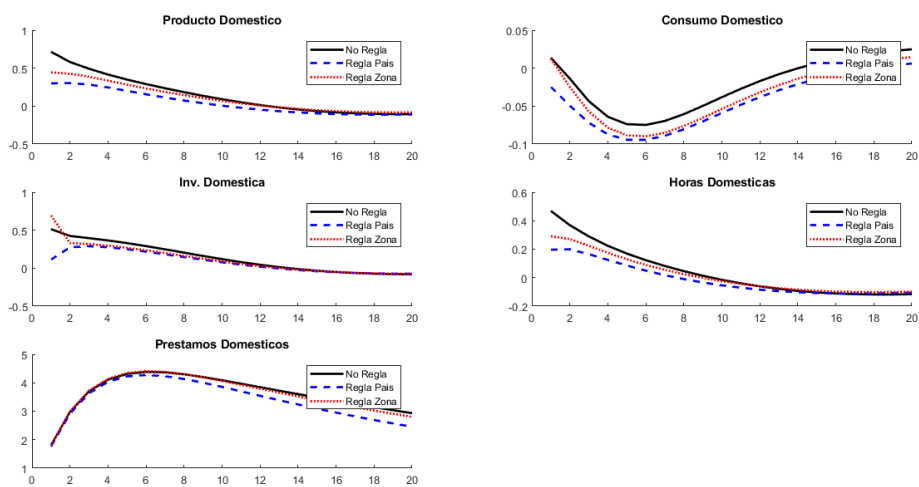 Producto Domestico
1
0.5
0
-0.5
0 2 4 6 8 10 12 14 16 18 20
No Regla
Regla Pais
Regla Zona
Consumo Domestico
0.05
0
-0.05
-0.1
0 2 4 6 8 10 12 14 16 18 20
No Regla
Regla Pais
Regla Zona
Inv. Domestica
1
0.5
0
-0.5
0 2 4 6 8 10 12 14 16 18 20
No Regla
Regla Pais
Regla Zona
Horas Domesticas
0.6
0.4
0.2
0
-0.2
0 2 4 6 8 10 12 14 16 18 20
No Regla
Regla Pais
Regla Zona
Prestamos Domesticos
5
4
3
2
1
0 2 4 6 8 10 12 14 16 18 20
No Regla
Regla Pais
Regla Zona